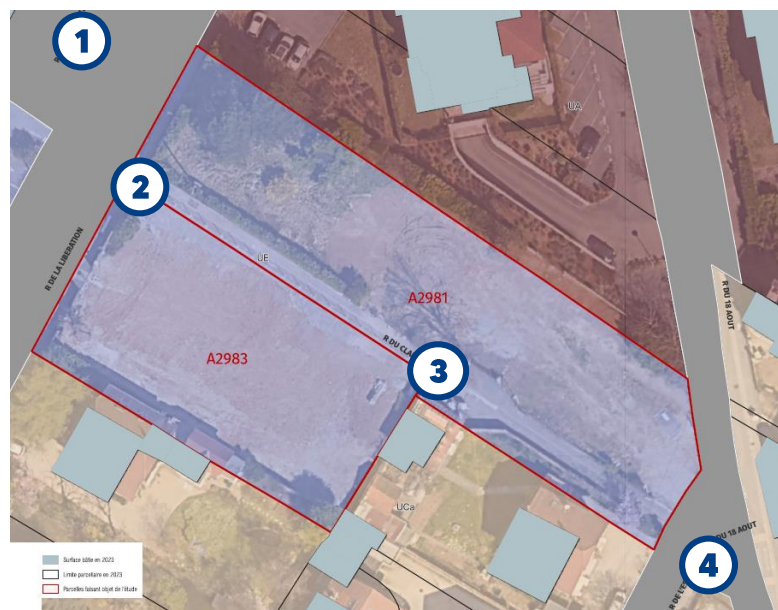 1
UA
2
R DE LA LIBERATION
UE
A2981
R DU 18 AOUT
A2983
R DU CLA
3
UCa
DU 18 AOUT
4
R DE L'E
Surface bâtie en 2023
Limite parcellaire en 2023
Parcelles faisant objet de l'étude